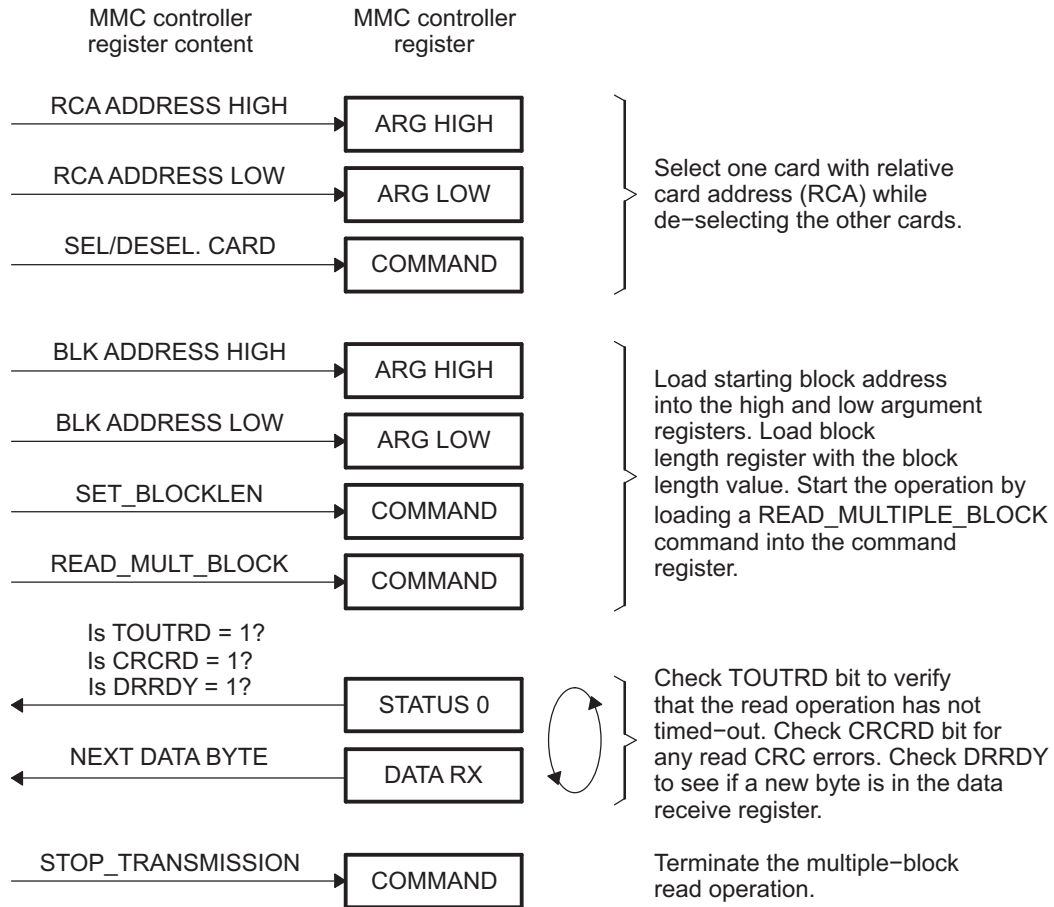 MMC controller
register content
MMC controller
register
RCA ADDRESS HIGH
ARG HIGH
RCA ADDRESS LOW
ARG LOW
SEL/DESEL. CARD
COMMAND
Select one card with relative
card address (RCA) while
de−selecting the other cards.
BLK ADDRESS HIGH
ARG HIGH
BLK ADDRESS LOW
ARG LOW
SET_BLOCKLEN
COMMAND
READ_MULT_BLOCK
COMMAND
Load starting block address
into the high and low argument
registers. Load block
length register with the block
length value. Start the operation by
loading a READ_MULTIPLE_BLOCK
command into the command
register.
Is TOUTRD = 1?
Is CRCRD = 1?
Is DRRDY = 1?
STATUS 0
NEXT DATA BYTE
DATA RX
Check TOUTRD bit to verify
that the read operation has not
timed−out. Check CRCRD bit for
any read CRC errors. Check DRRDY
to see if a new byte is in the data
receive register.
STOP_TRANSMISSION
COMMAND
Terminate the multiple−block
read operation.